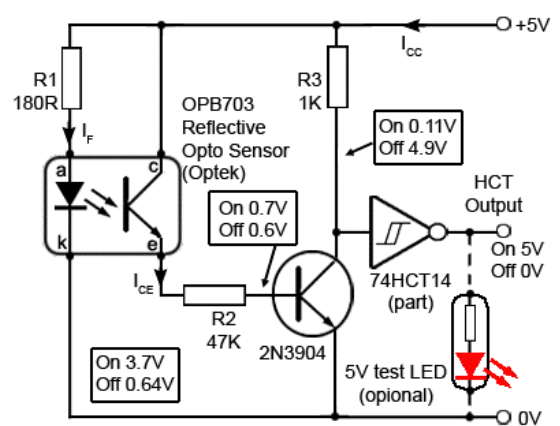 +5V
ICC
R1
180R
IF
OPB703
Reflective
Opto Sensor
(Optek)
R3
1K
On 0.11V
Off 4.9V
a
c
k
e
On 0.7V
Off 0.6V
HCT
Output
On 5V
Off 0V
74HCT14
(part)
ICE
R2
47K
2N3904
On 3.7V
Off 0.64V
5V test LED
(opional)
0V